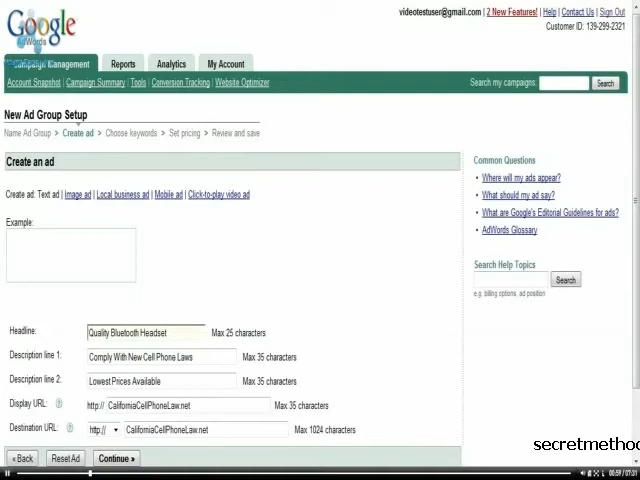 videotestuser@gmail.com | 2 New Features! | Help | Contact Us | Sign Out
Google
AdWords
Customer ID: 139-299-2321
Campaign Management Reports Analytics My Account
Account Snapshot | Campaign Summary | Tools | Conversion Tracking | Website Optimizer Search my campaigns: Search
New Ad Group Setup
Name Ad Group > Create ad > Choose keywords > Set pricing > Review and save
Create an ad
Common Questions
Where will my ads appear?
What should my ad say?
What are Google's Editorial Guidelines for ads?
AdWords Glossary
Create ad: Text ad | Image ad | Local business ad | Mobile ad | Click-to-play video ad
Example:
Search Help Topics
Search
e.g. billing options, ad position
Headline: Quality Bluetooth Headset Max 25 characters
Description line 1: Comply With New Cell Phone Laws Max 35 characters
Description line 2: Lowest Prices Available Max 35 characters
Display URL: ? http:// CaliforniaCellPhoneLaw.net Max 35 characters
Destination URL: ? http:// CaliforniaCellPhoneLaw.net Max 1024 characters
« Back Reset Ad Continue »
secretmethoc
00:59 / 07:31